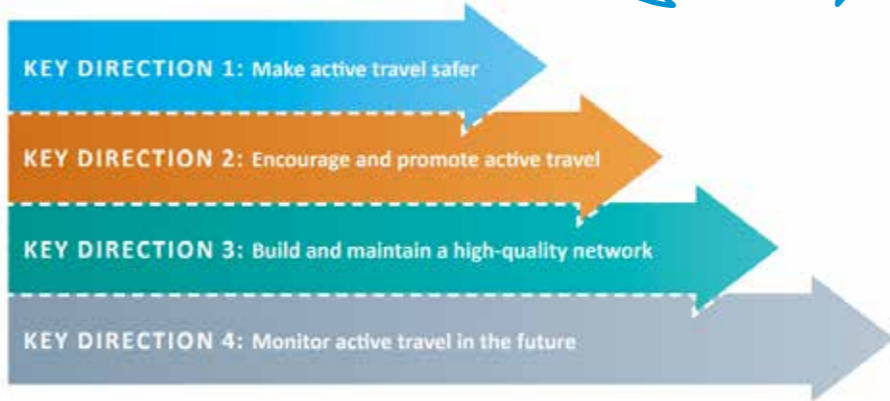 KEY DIRECTION 1: Make active travel safer
KEY DIRECTION 2: Encourage and promote active travel
KEY DIRECTION 3: Build and maintain a high-quality network
KEY DIRECTION 4: Monitor active travel in the future